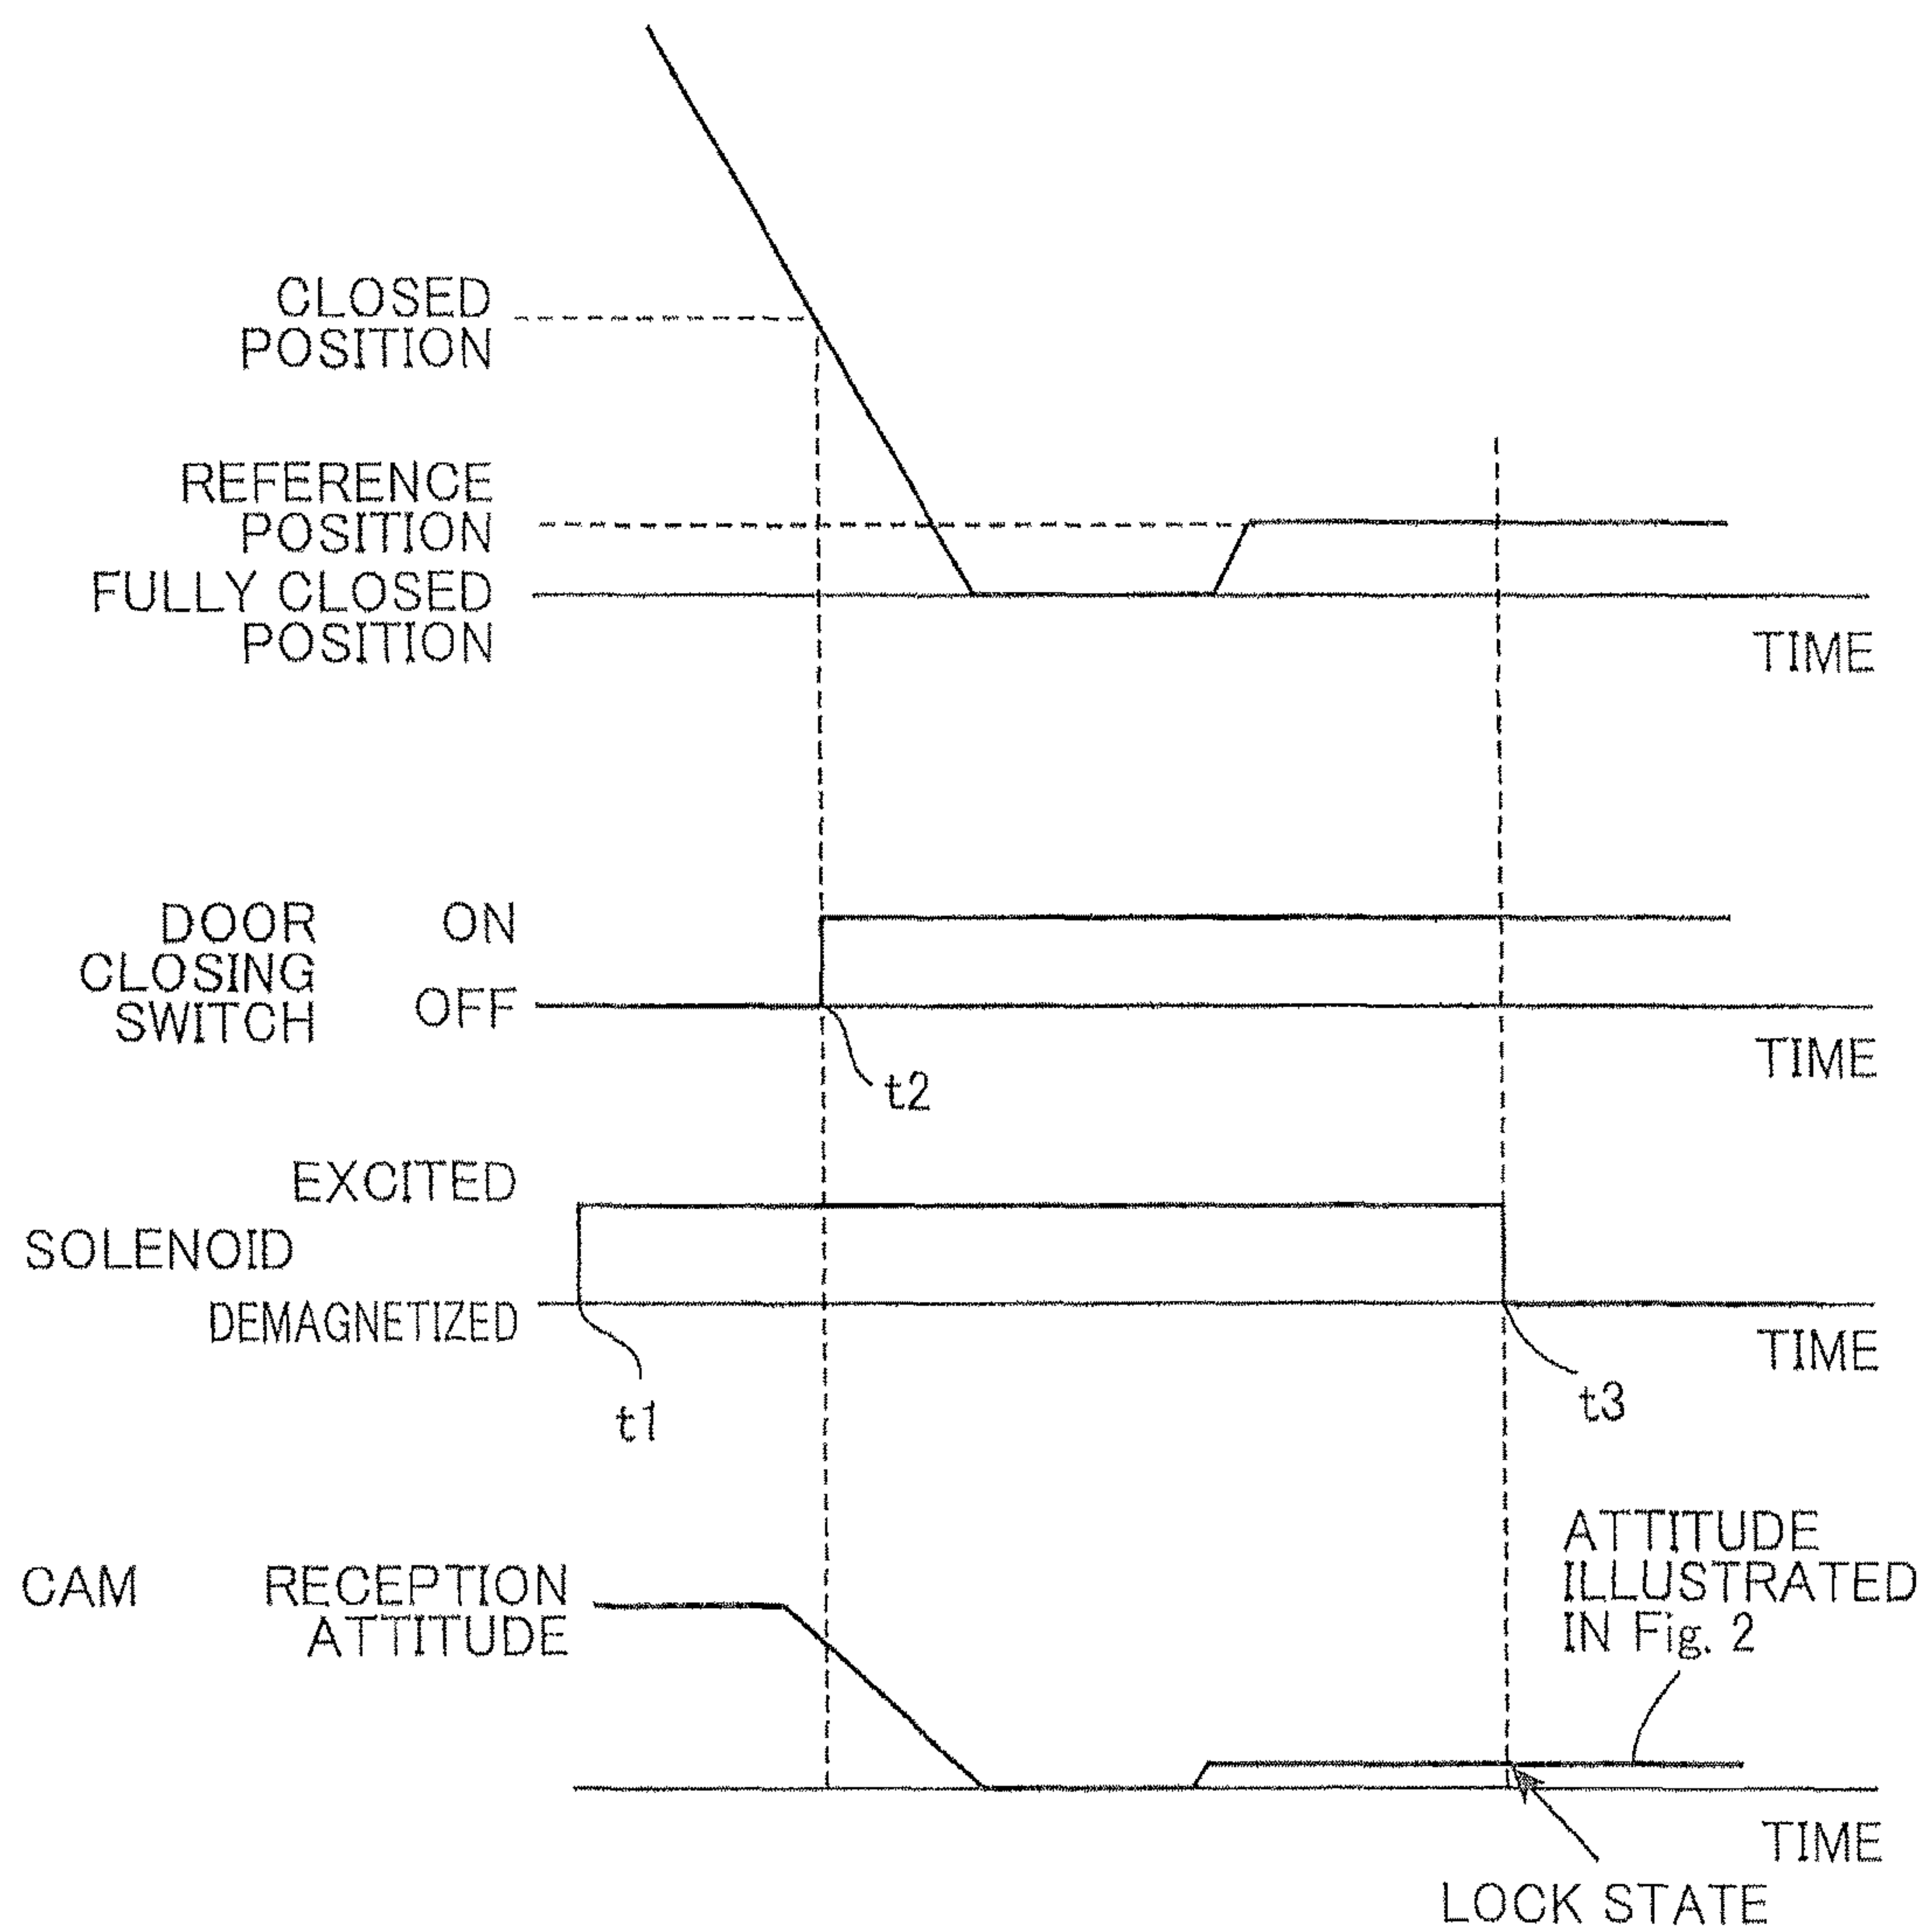 CLOSED
POSITION
REFERENCE
POSITION
FULLY CLOSED
POSITION
TIME
DOOR
CLOSING
SWITCH
ON
OFF
TIME
t2
EXCITED
SOLENOID
DEMAGNETIZED
TIME
t1
t3
CAM
RECEPTION
ATTITUDE
ATTITUDE
ILLUSTRATED
IN Fig. 2
TIME
LOCK STATE